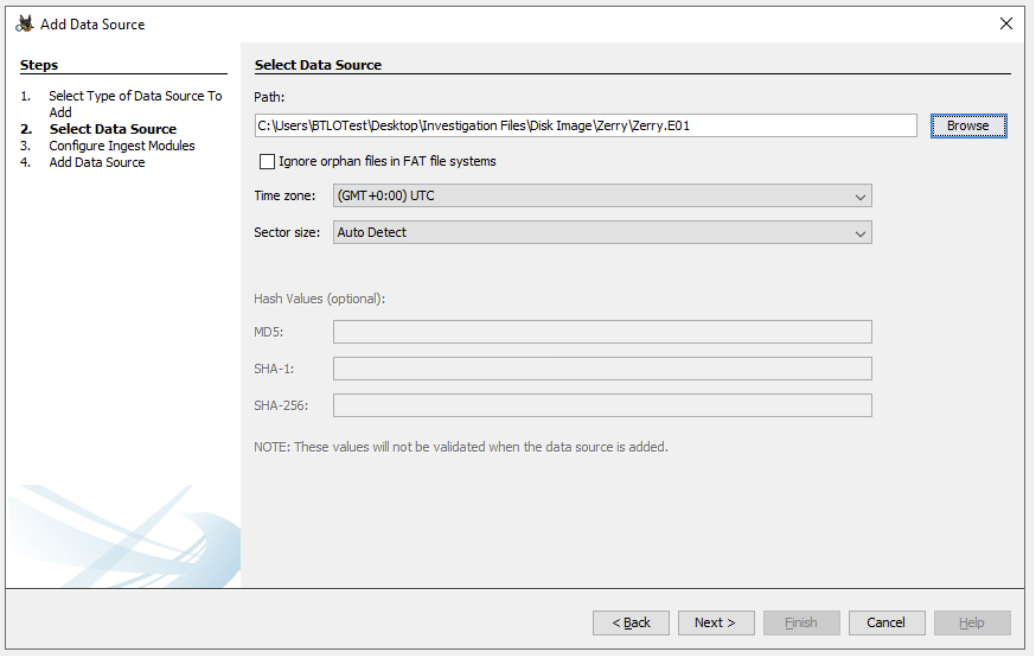 Add Data Source
Steps
1. Select Type of Data Source To
Add
2. Select Data Source
3. Configure Ingest Modules
4. Add Data Source
Select Data Source
Path:
C:\Users\BTLOTest\Desktop\Investigation Files\Disk Image\Zerry\Zerry.E01
Browse
Ignore orphan files in FAT file systems
Time zone: (GMT+0:00) UTC
Sector size: Auto Detect
Hash Values (optional):
MD5:
SHA-1:
SHA-256:
NOTE: These values will not be validated when the data source is added.
< Back Next > Finish Cancel Help